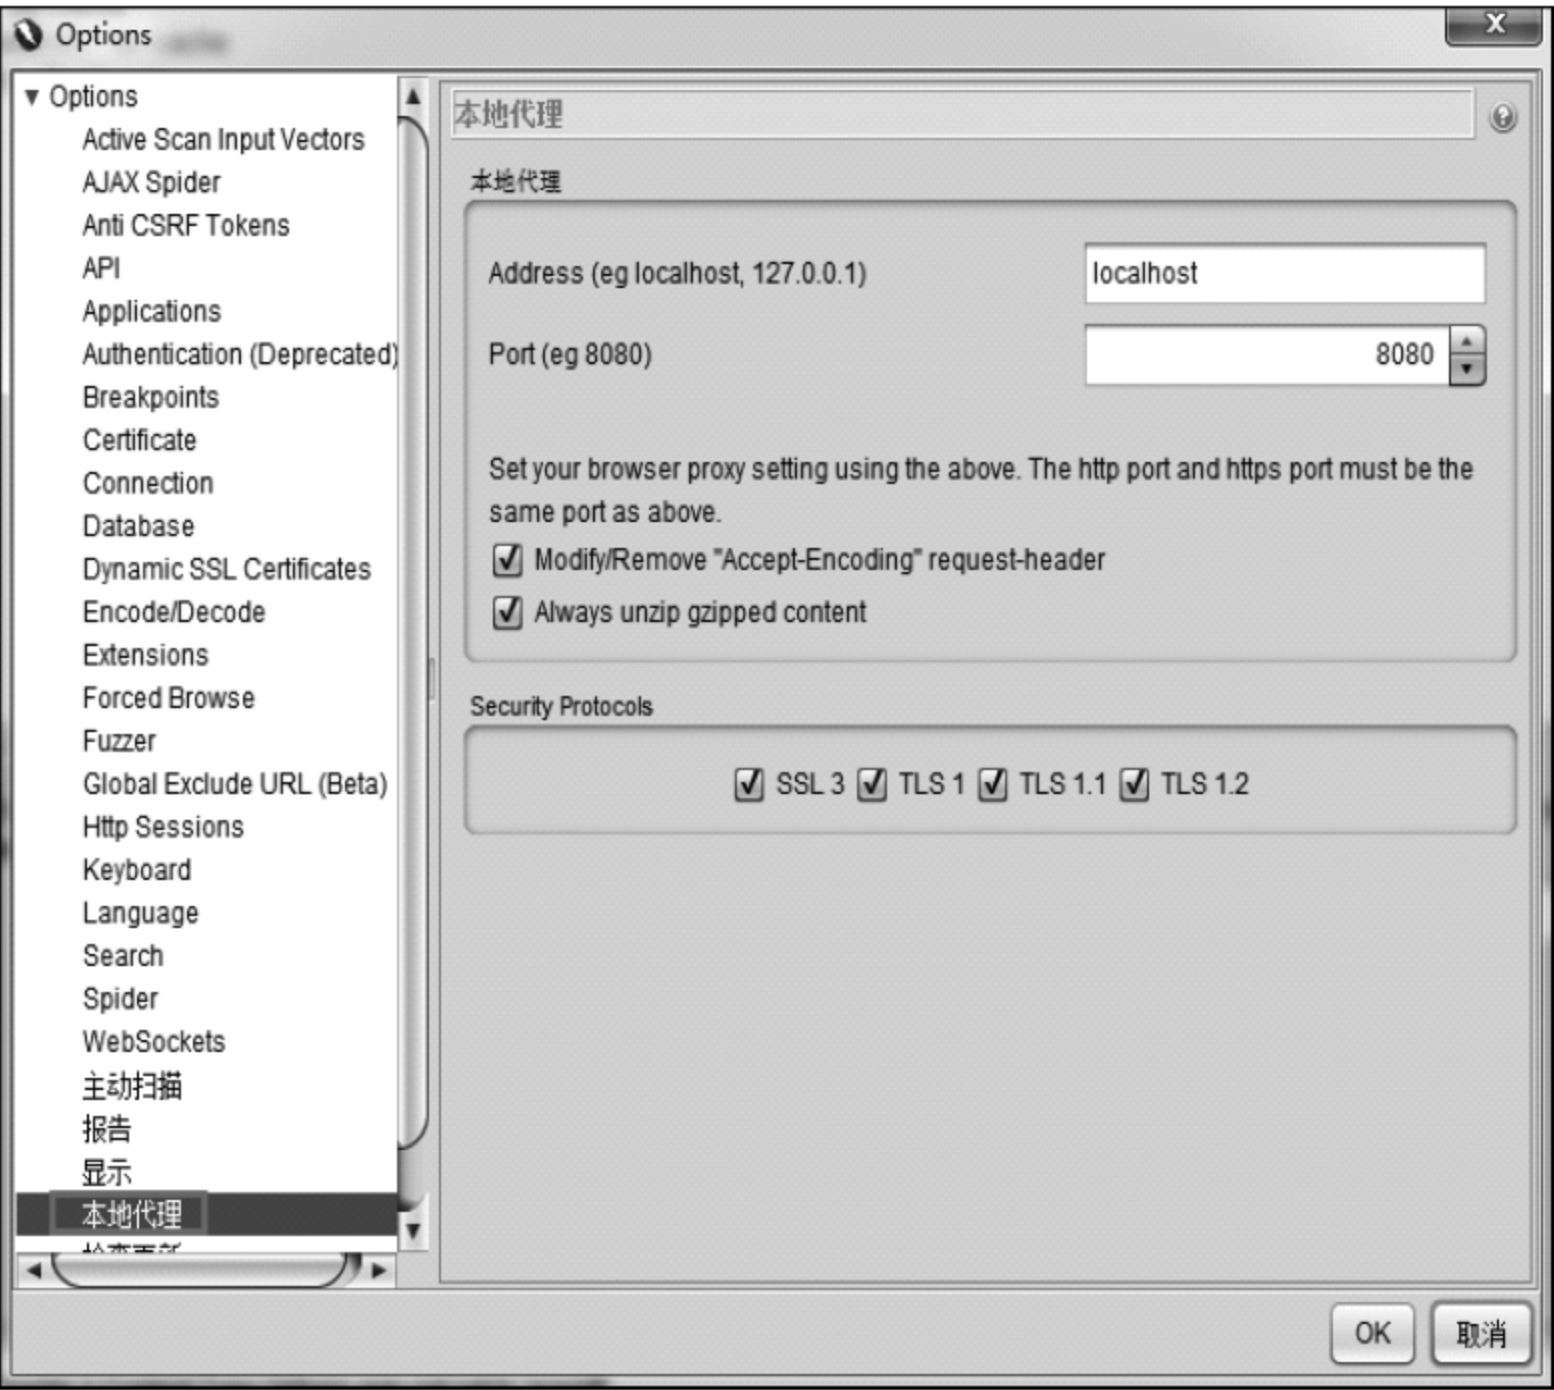 Options
Options
Active Scan Input Vectors
AJAX Spider
Anti CSRF Tokens
API
Applications
Authentication (Deprecated)
Breakpoints
Certificate
Connection
Database
Dynamic SSL Certificates
Encode/Decode
Extensions
Forced Browse
Fuzzer
Global Exclude URL (Beta)
Http Sessions
Keyboard
Language
Search
Spider
WebSockets
主动扫描
报告
显示
本地代理
本地代理
本地代理
Address (eg localhost, 127.0.0.1)
localhost
Port (eg 8080)
8080
Set your browser proxy setting using the above. The http port and https port must be the
same port as above.
Modify/Remove "Accept-Encoding" request-header
Always unzip gzipped content
Security Protocols
SSL 3 TLS 1 TLS 1.1 TLS 1.2
OK
取消